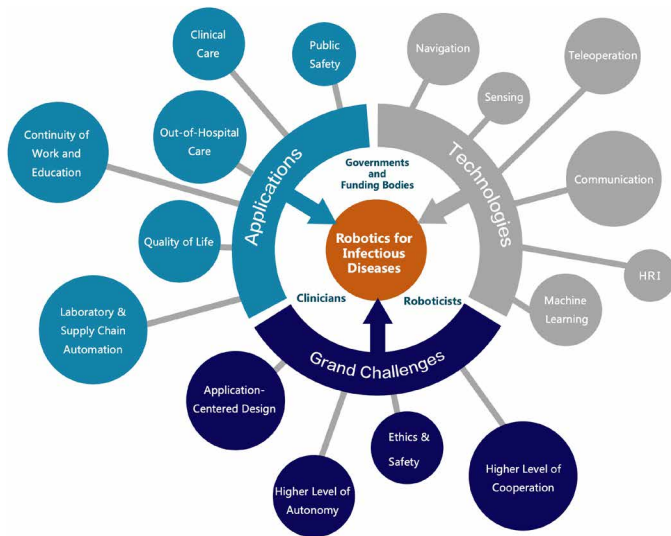 Clinical
Care
Public
Safety
Navigation
Teleoperation
Sensing
Continuity of
Work and
Education
Out-of-Hospital
Care
Applications
Technologies
Governments
and
Funding Bodies
Communication
Quality of Life
Robotics for
Infectious
Diseases
HRI
Clinicians
Roboticists
Machine
Learning
Laboratory &
Supply Chain
Automation
Grand Challenges
Application-
Centered Design
Ethics &
Safety
Higher Level of
Cooperation
Higher Level of
Autonomy